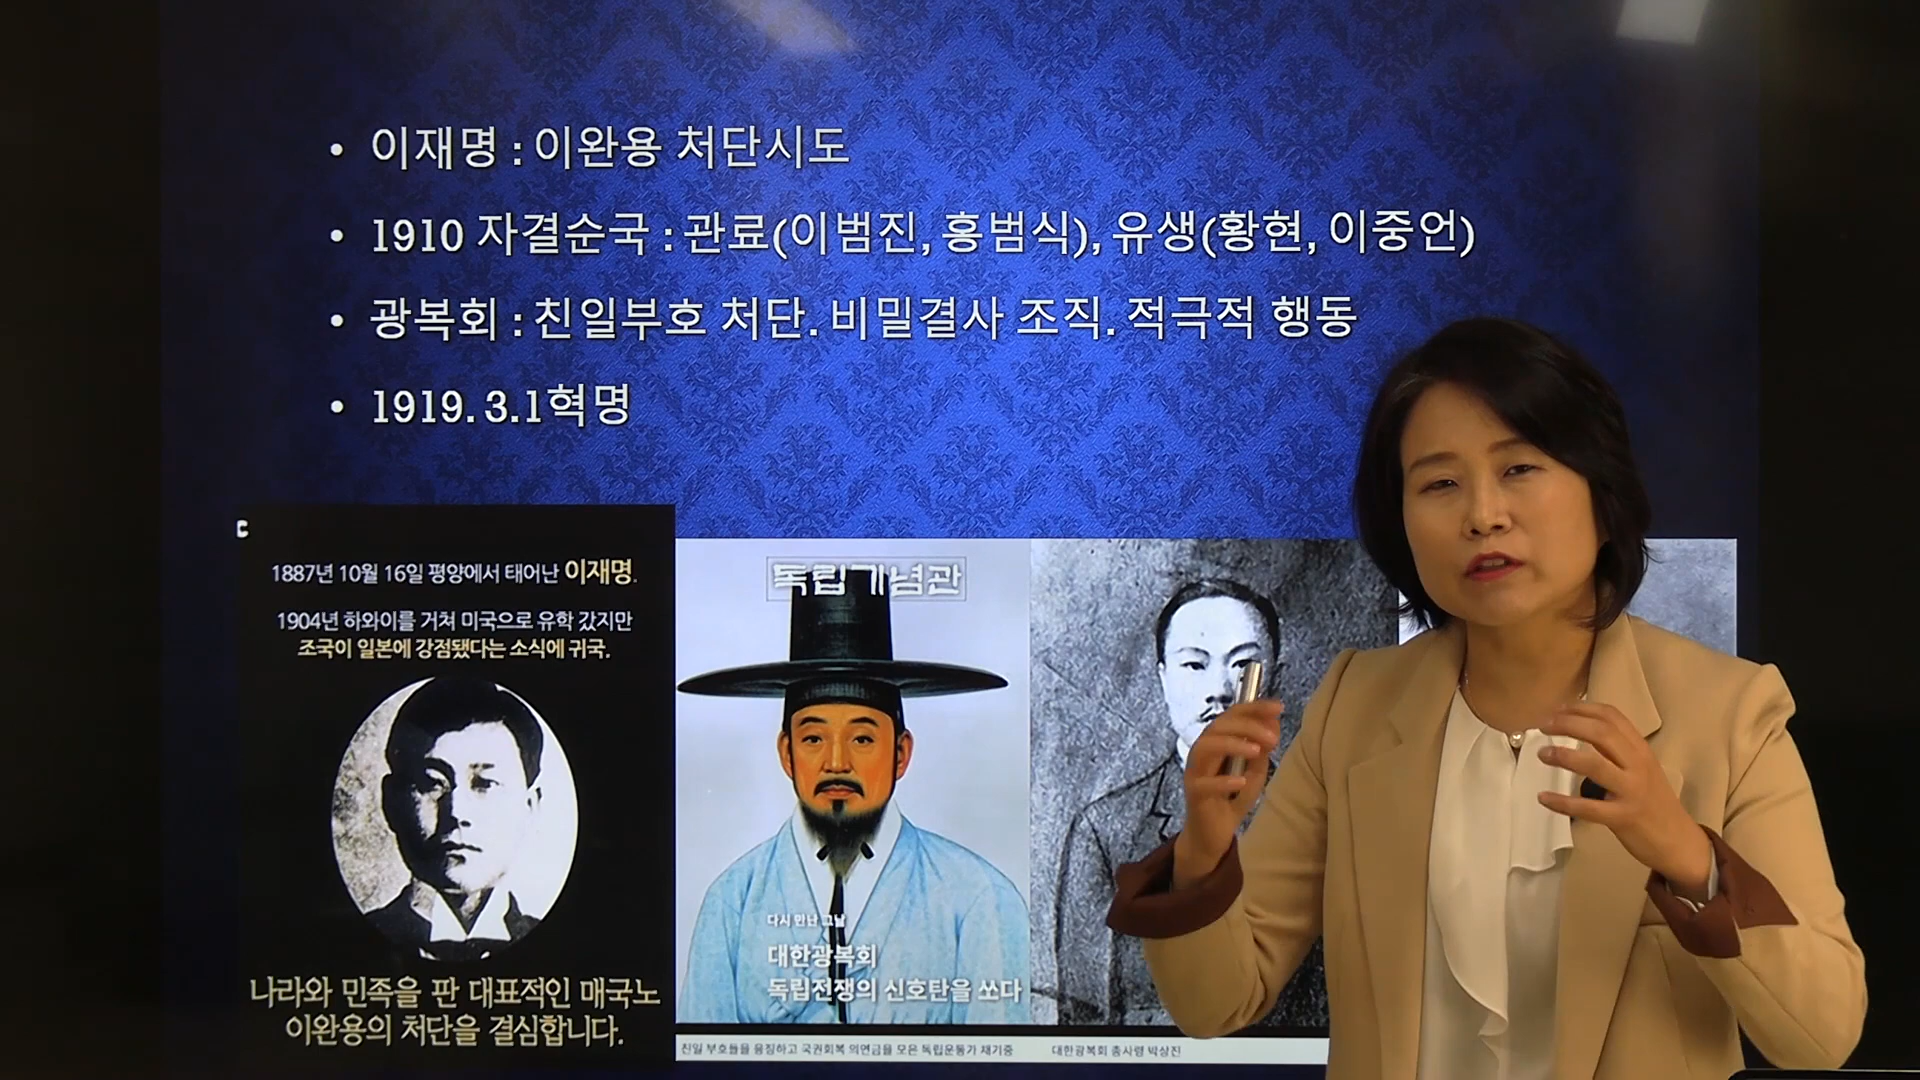 • 이재명 : 이완용 처단시도
• 1910 자결순국 : 관료(이범진, 홍범식), 유생(황현, 이중언)
• 광복회 : 친일부호 처단. 비밀결사 조직. 적극적 행동
• 1919. 3.1혁명
1887년 10월 16일 평양에서 태어난 이재명.
1904년 하와이를 거쳐 미국으로 유학 갔지만
조국이 일본에 강점됐다는 소식에 귀국.
나라와 민족을 판 대표적인 매국노
이완용의 처단을 결심합니다.
독립기념관
다시 만난 그날
대한광복회
독립전쟁의 신호탄을 쏘다
친일 부호들을 응징하고 국권회복 의연금을 모은 독립운동가 채기중
대한광복회 총사령 박상진